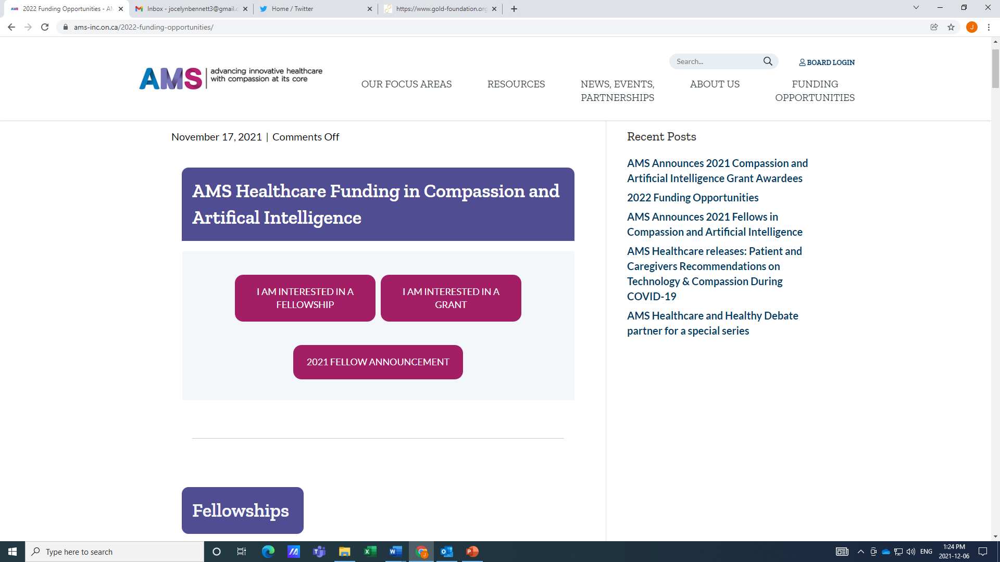 2022 Funding Opportunities - AM
Inbox - jocelynbennett3@gmail.c
Home / Twitter
https://www.gold-foundation.org
ams-inc.on.ca/2022-funding-opportunities/
J
AMS
advancing innovative healthcare
with compassion at its core
Search...
BOARD LOGIN
OUR FOCUS AREAS
RESOURCES
NEWS, EVENTS,
PARTNERSHIPS
ABOUT US
FUNDING
OPPORTUNITIES
November 17, 2021 | Comments Off
AMS Healthcare Funding in Compassion and
Artifical Intelligence
I AM INTERESTED IN A
FELLOWSHIP
I AM INTERESTED IN A
GRANT
2021 FELLOW ANNOUNCEMENT
Fellowships
Recent Posts
AMS Announces 2021 Compassion and
Artificial Intelligence Grant Awardees
2022 Funding Opportunities
AMS Announces 2021 Fellows in
Compassion and Artificial Intelligence
AMS Healthcare releases: Patient and
Caregivers Recommendations on
Technology & Compassion During
COVID-19
AMS Healthcare and Healthy Debate
partner for a special series
Type here to search
ENG
1:24 PM
2021-12-06